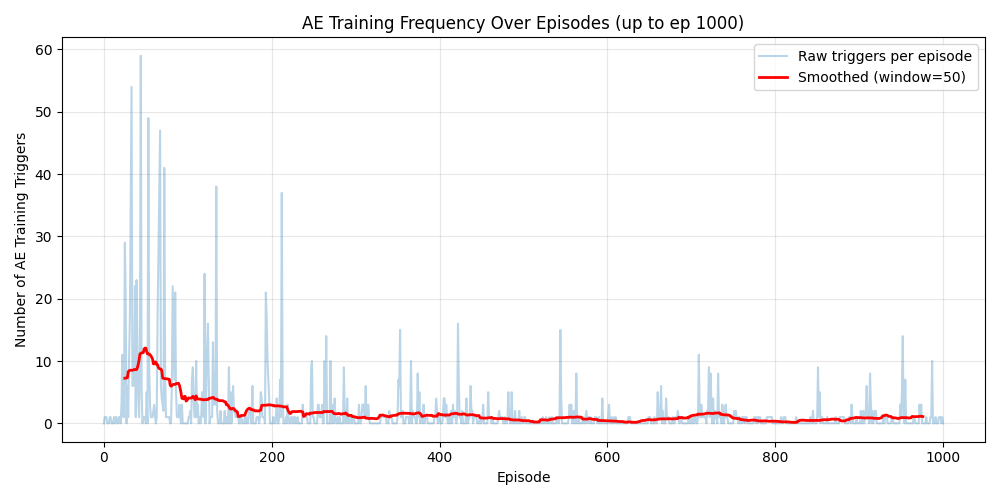 AE Training Frequency Over Episodes (up to ep 1000)
Raw triggers per episode
Smoothed (window=50)
Number of AE Training Triggers
60
50
40
30
20
10
0
0 200 400 600 800 1000
Episode